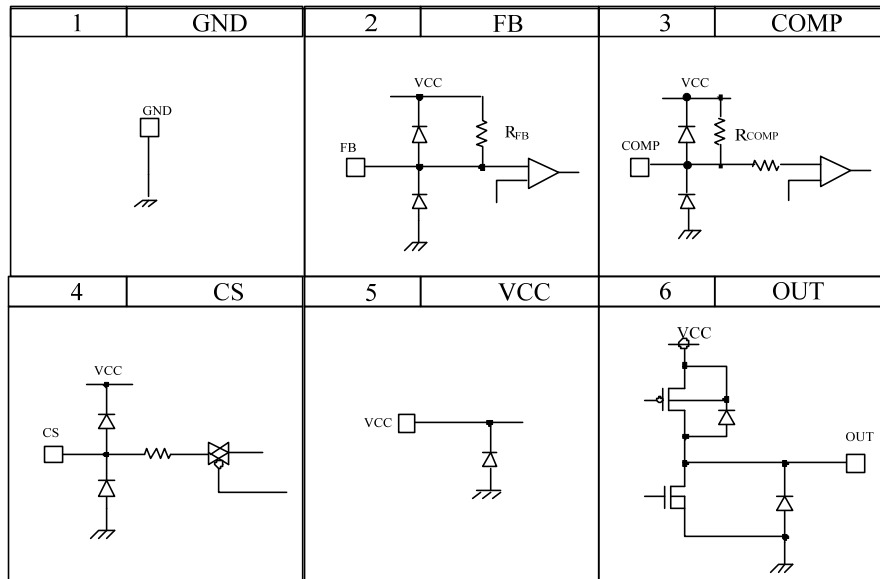 1 GND 2 FB 3 COMP
GND
VCC
FB
RFB
VCC
COMP
RCOMP
4 CS 5 VCC 6 OUT
VCC
CS
VCC
VCC
OUT